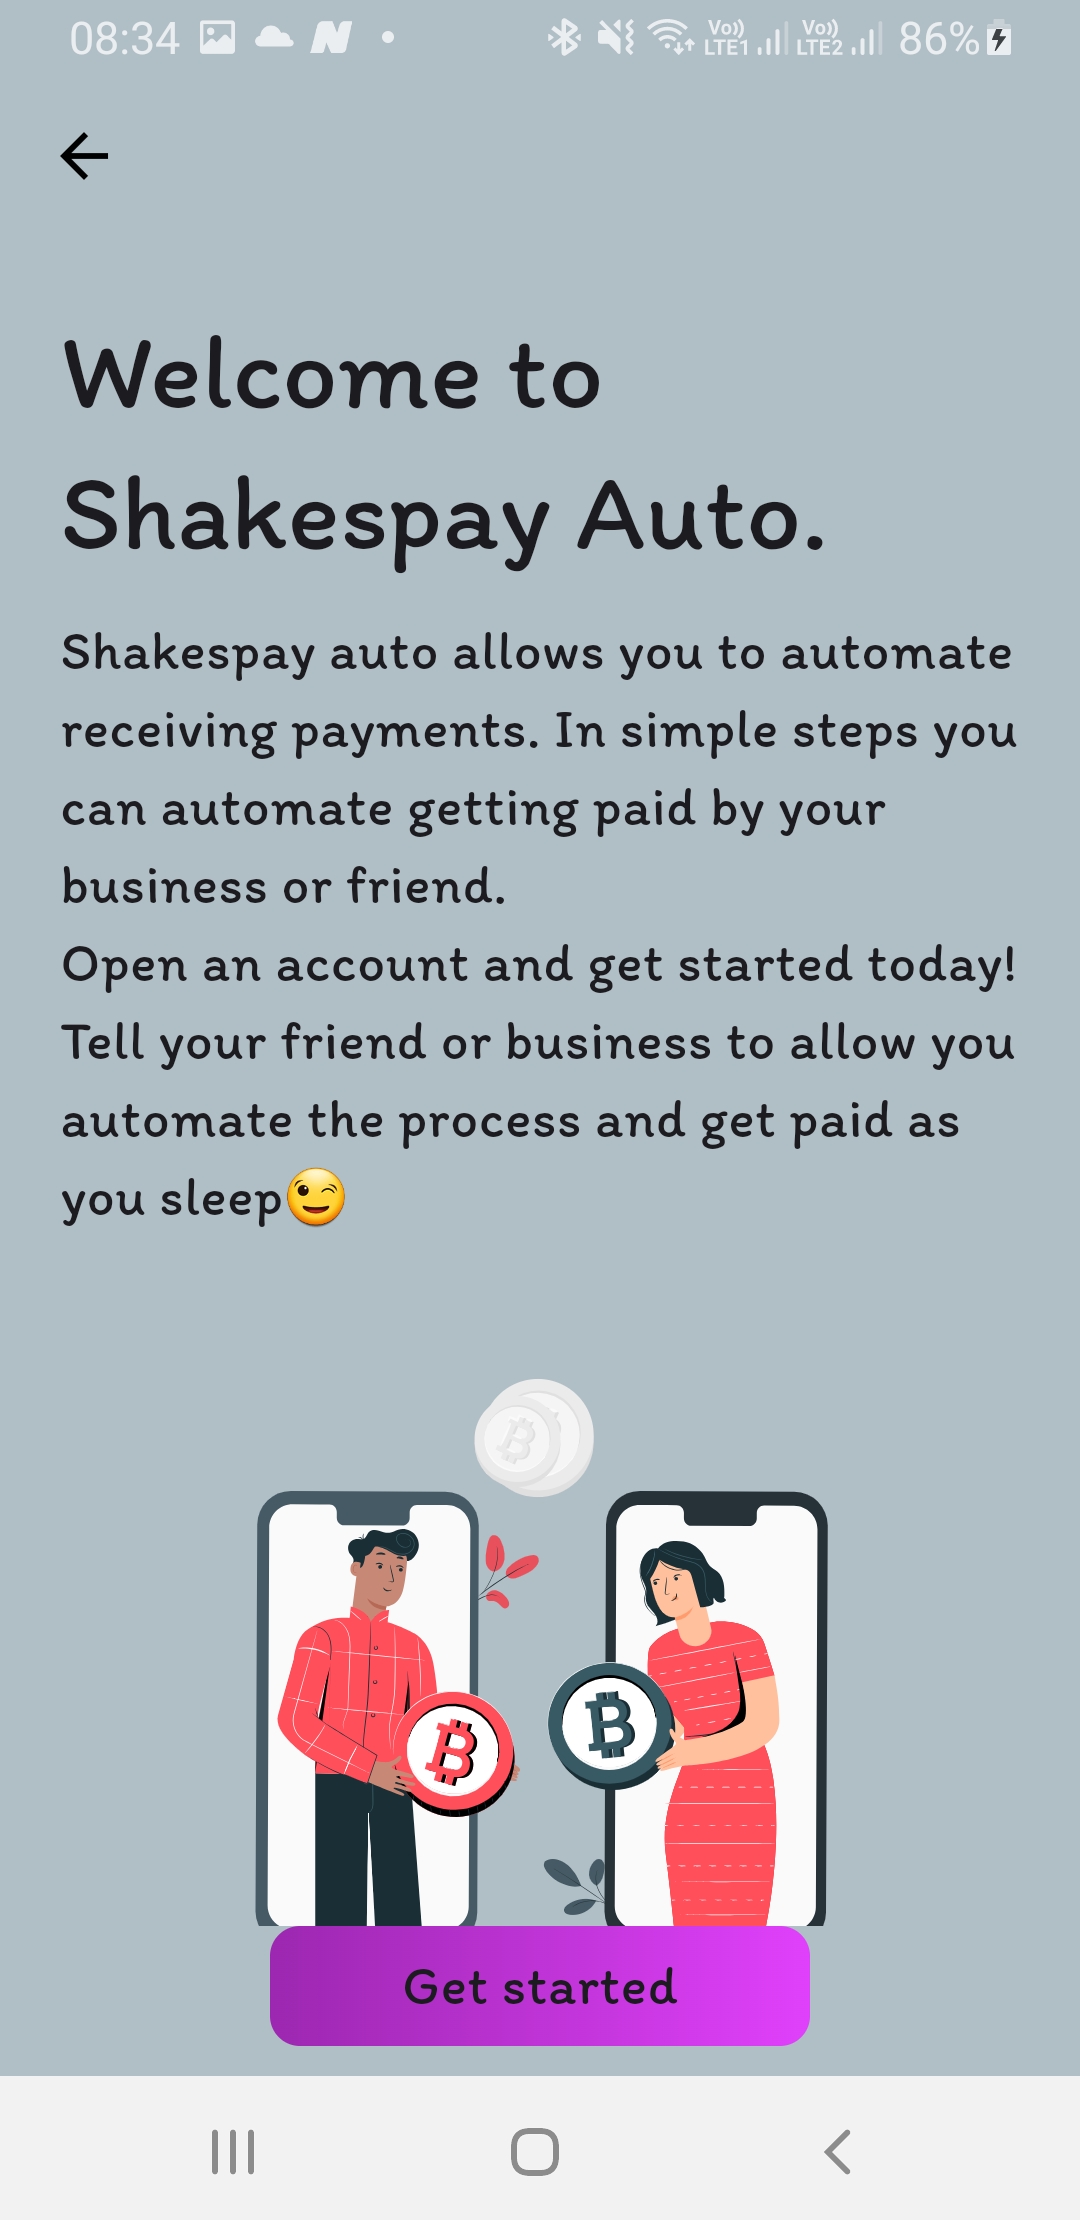 08:34
Vo)) LTE1 Vo)) LTE2 86%
Welcome to
Shakespay Auto.
Shakespay auto allows you to automate
receiving payments. In simple steps you
can automate getting paid by your
business or friend.
Open an account and get started today!
Tell your friend or business to allow you
automate the process and get paid as
you sleep😉
Get started